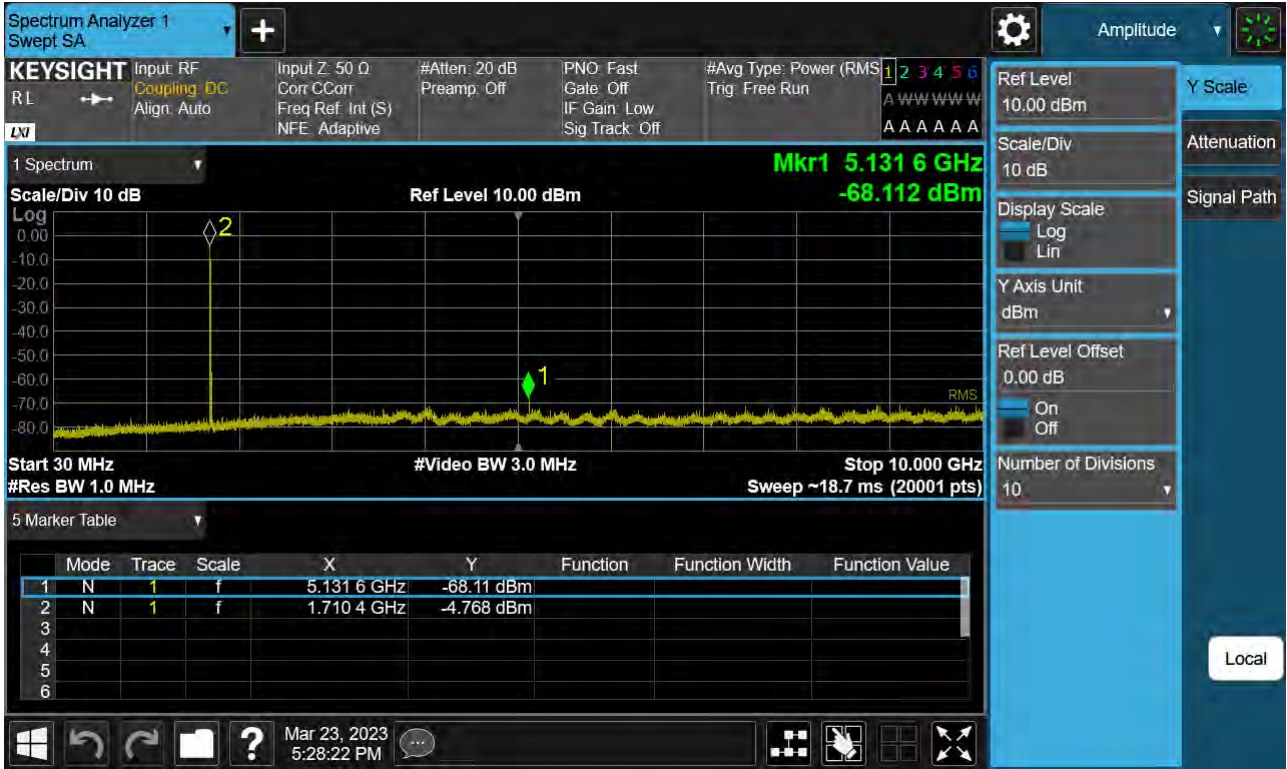 Spectrum Analyzer 1
Swept SA
+
Amplitude
KEYSIGHT
RL
LXI
Input: RF
Coupling: DC
Align: Auto
Input Z: 50 Ω
Corr CCorr
Freq Ref: Int (S)
NFE: Adaptive
#Atten: 20 dB
Preamp: Off
PNO: Fast
Gate: Off
IF Gain: Low
Sig Track: Off
#Avg Type: Power (RMS
Trig: Free Run
1 2 3 4 5 6
A W W W W W
A A A A A A
1 Spectrum
Mkr1 5.131 6 GHz
-68.112 dBm
Scale/Div 10 dB
Ref Level 10.00 dBm
Log
0.00
-10.0
-20.0
-30.0
-40.0
-50.0
-60.0
-70.0
-80.0
2
1
RMS
Start 30 MHz
#Video BW 3.0 MHz
Stop 10.000 GHz
#Res BW 1.0 MHz
Sweep ~18.7 ms (20001 pts)
5 Marker Table
Mode Trace Scale X Y Function Function Width Function Value
1 N 1 f 5.131 6 GHz -68.11 dBm
2 N 1 f 1.710 4 GHz -4.768 dBm
3
4
5
6
Ref Level
10.00 dBm
Scale/Div
10 dB
Display Scale
Log
Lin
Y Axis Unit
dBm
Ref Level Offset
0.00 dB
On
Off
Number of Divisions
10
Y Scale
Attenuation
Signal Path
Local
?
Mar 23, 2023
5:28:22 PM